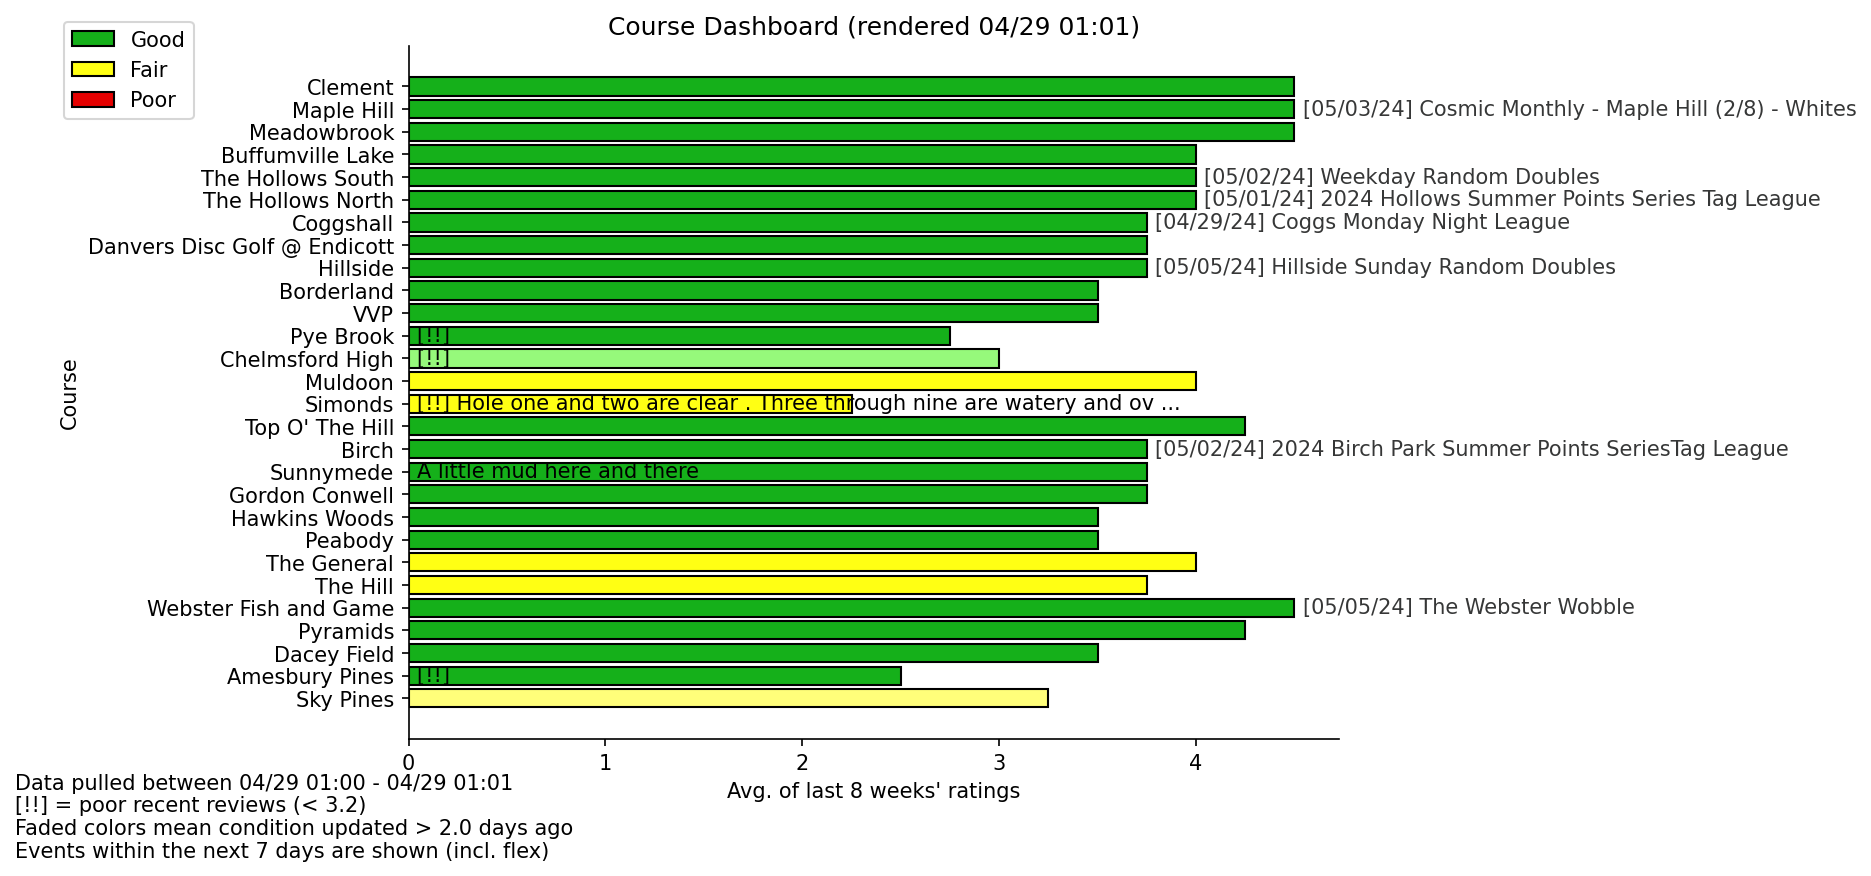 Course Dashboard (rendered 04/29 01:01)
Good
Fair
Poor
Course
Clement
Maple Hill [05/03/24] Cosmic Monthly - Maple Hill (2/8) - Whites
Meadowbrook
Buffumville Lake
The Hollows South [05/02/24] Weekday Random Doubles
The Hollows North [05/01/24] 2024 Hollows Summer Points Series Tag League
Coggshall [04/29/24] Coggs Monday Night League
Danvers Disc Golf @ Endicott
Hillside [05/05/24] Hillside Sunday Random Doubles
Borderland
VVP
Pye Brook [!!]
Chelmsford High [!!]
Muldoon
Simonds [!!] Hole one and two are clear . Three through nine are watery and ov ...
Top O' The Hill
Birch [05/02/24] 2024 Birch Park Summer Points SeriesTag League
Sunnymede A little mud here and there
Gordon Conwell
Hawkins Woods
Peabody
The General
The Hill
Webster Fish and Game [05/05/24] The Webster Wobble
Pyramids
Dacey Field
Amesbury Pines [!!]
Sky Pines
0 1 2 3 4
Avg. of last 8 weeks' ratings
Data pulled between 04/29 01:00 - 04/29 01:01
[!!] = poor recent reviews (< 3.2)
Faded colors mean condition updated > 2.0 days ago
Events within the next 7 days are shown (incl. flex)